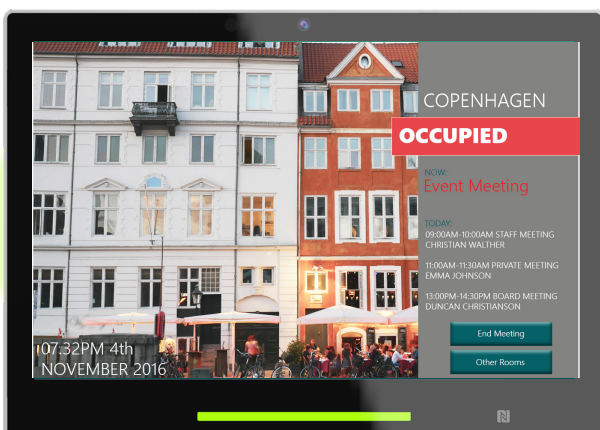 COPENHAGEN
OCCUPIED
NOW:
Event Meeting
TODAY:
09:00AM-10:00AM STAFF MEETING
CHRISTIAN WALTHER
11:00AM-11:30AM PRIVATE MEETING
EMMA JOHNSON
13:00PM-14:30PM BOARD MEETING
DUNCAN CHRISTIANSON
End Meeting
Other Rooms
07:32PM 4th
NOVEMBER 2016